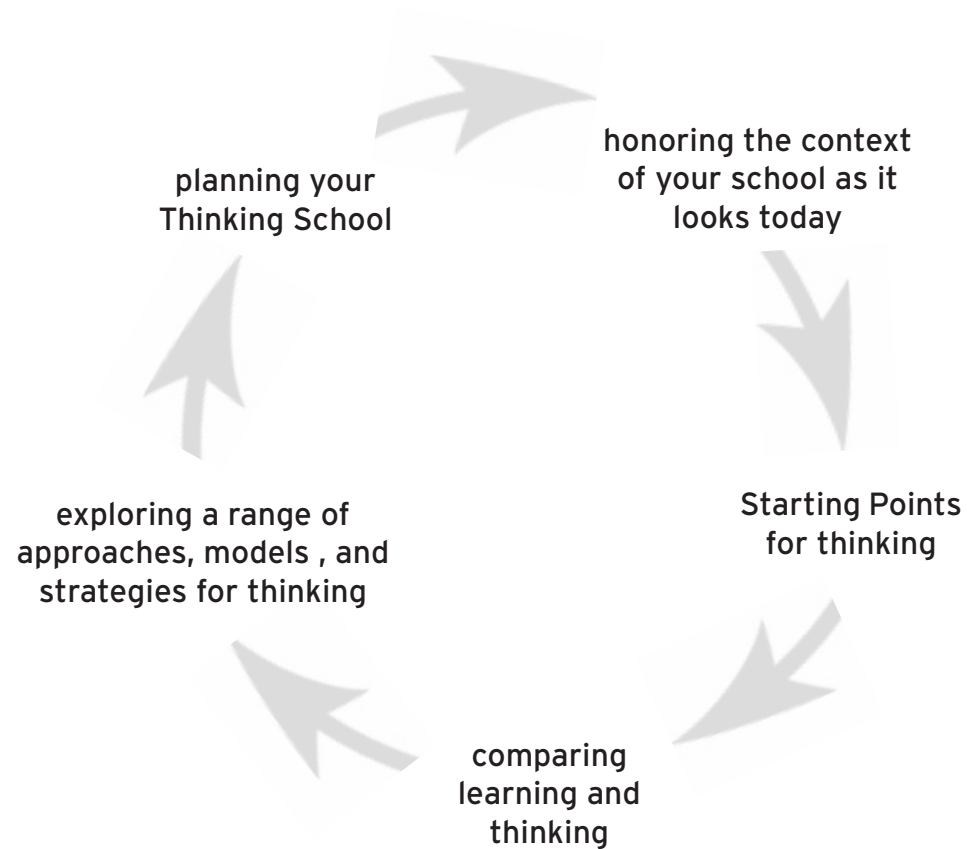 planning your
Thinking School
honoring the context
of your school as it
looks today
Starting Points
for thinking
comparing
learning and
thinking
exploring a range of
approaches, models , and
strategies for thinking